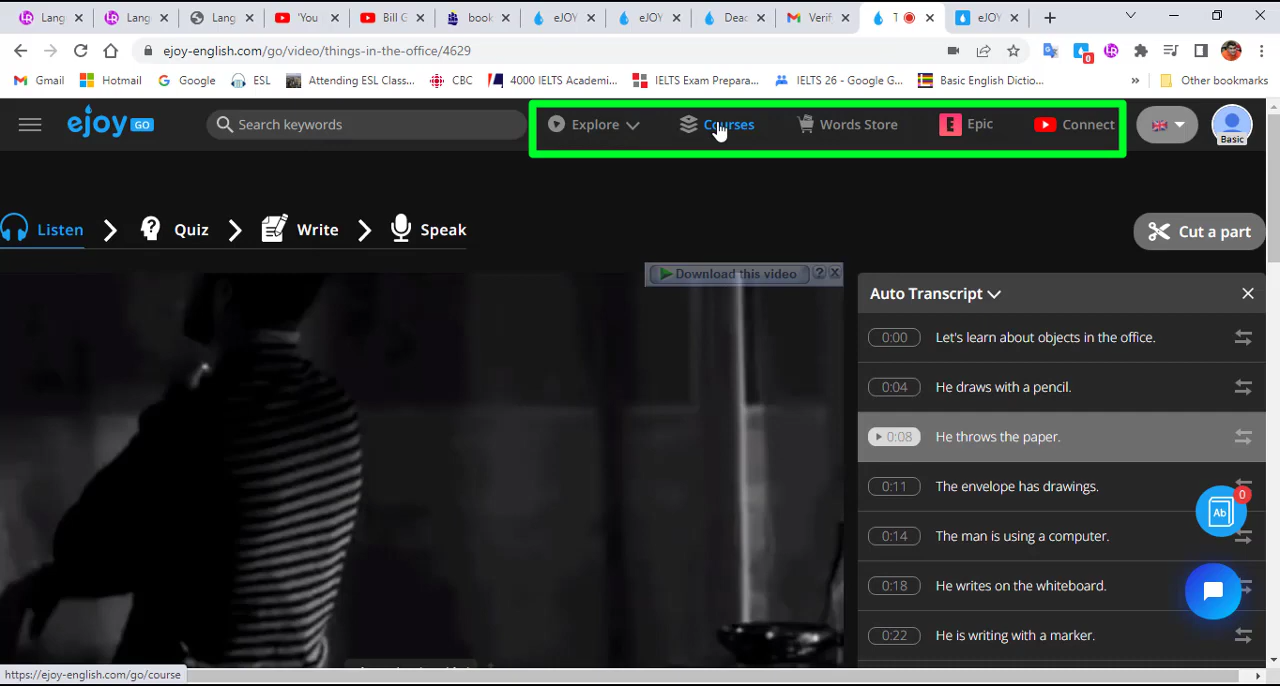 Lang
Lang
Lang
'You
Bill G
book
eJOY
eJOY
Deac
Verif
T
eJOY
ejoy-english.com/go/video/things-in-the-office/4629
0
Gmail
Hotmail
Google
ESL
Attending ESL Class...
CBC
4000 IELTS Academi...
IELTS Exam Prepara...
IELTS 26 - Google G...
Basic English Dictio...
»
Other bookmarks
ejoy GO
Search keywords
Explore
Courses
Words Store
E Epic
Connect
Basic
Listen
Quiz
Write
Speak
Cut a part
Download this video
?
X
Auto Transcript
0:00 Let's learn about objects in the office.
0:04 He draws with a pencil.
0:08 He throws the paper.
0:11 The envelope has drawings.
0:14 The man is using a computer.
0:18 He writes on the whiteboard.
0:22 He is writing with a marker.
Ab
0
https://ejoy-english.com/go/course